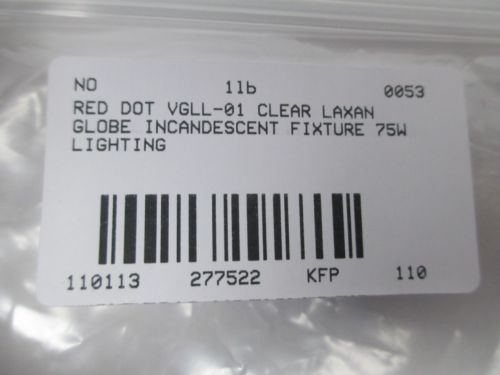 NO 1lb 0053
RED DOT VGLL-01 CLEAR LAXAN
GLOBE INCANDESCENT FIXTURE 75W
LIGHTING
110113 277522 KFP 110